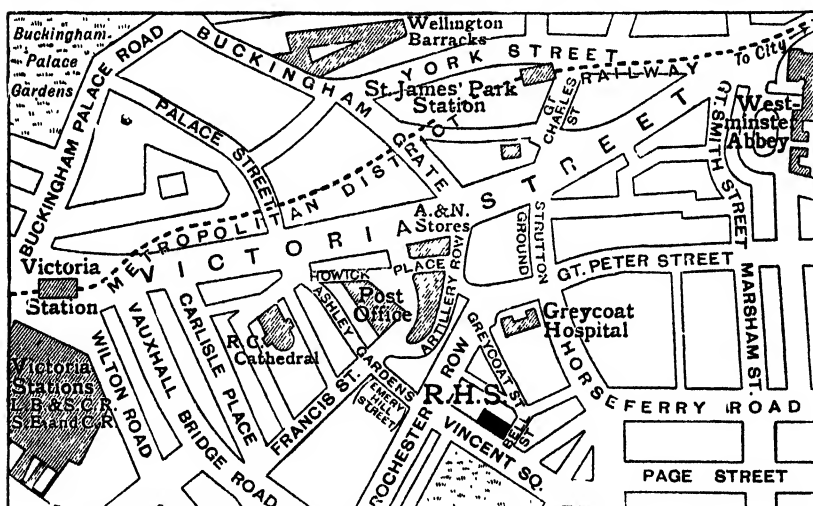 Buckingham
Palace
Gardens
BUCKINGHAM PALACE ROAD
BUCKINGHAM GRATE
Wellington
Barracks
YORK STREET
St. James' Park
Station
METROPOLITAN DISTRICT RAILWAY
To City
GT. SMITH STREET
West-
minster
Abbey
PALACE STREET
CHARLES ST
VICTORIA STREET
A.&N.
Stores
STRUTTON
GROUND
GT. PETER STREET
MARSHAM ST.
Victoria
Station
HOWICK PLACE
Post
Office
ARTILLERY ROW
ASHLEY GARDENS
R.C.
Cathedral
CARLISLE PLACE
VAUXHALL BRIDGE ROAD
WILTON ROAD
Victoria
Stations
L.B.&S.C.R.
S.E. and C.R.
FRANCIS ST.
EMERY
HILL
STREET
ROCHESTER ROW
GREYCOAT ST
Greycoat
Hospital
HORSEFERRY ROAD
R.H.S.
BELL ST
VINCENT SQ.
PAGE STREET